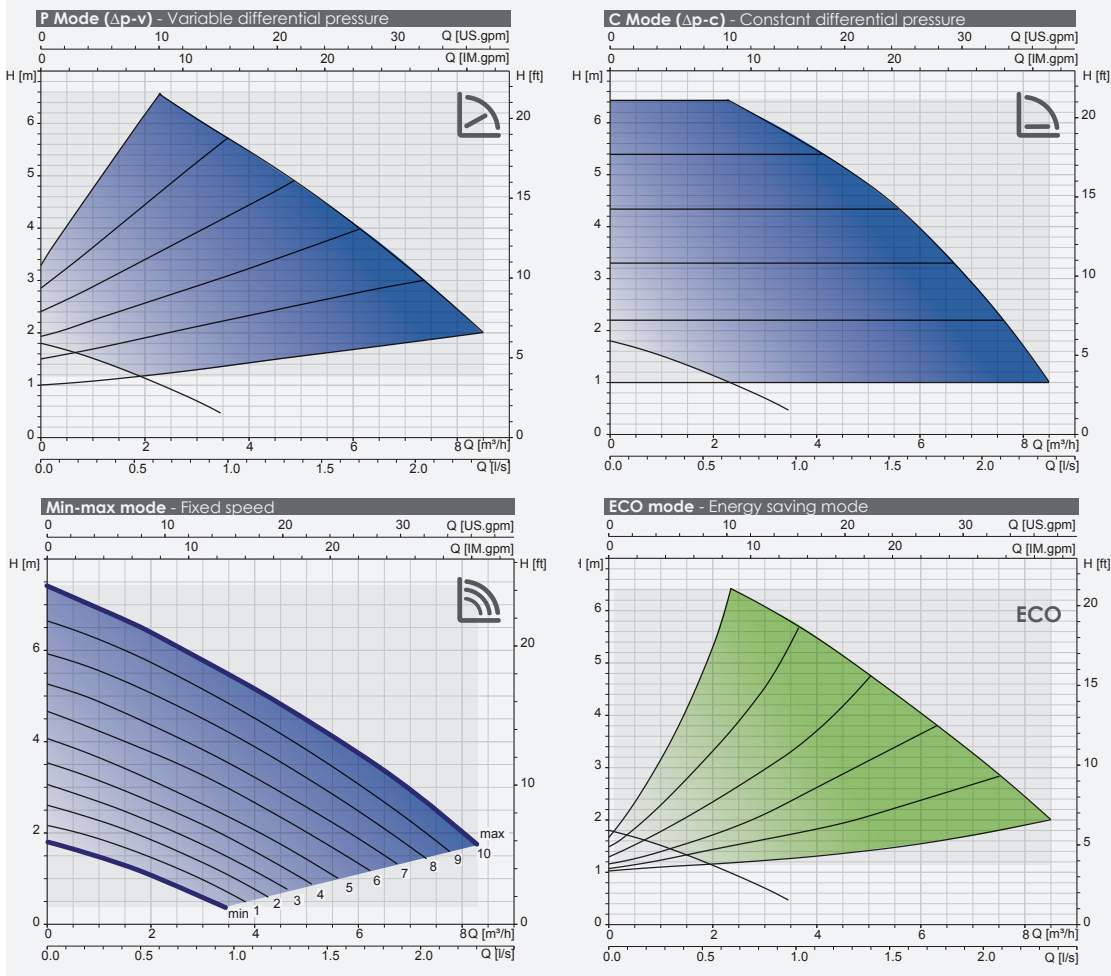 P Mode (Δp-v) - Variable differential pressure
0 10 20 30 Q [US.gpm]
0 10 20 Q [IM.gpm]
H [m] H [ft]
6 20
5
15
4
3 10
2
5
1
0 0
0 2 4 6 8 Q [m³/h]
0.0 0.5 1.0 1.5 2.0 Q [l/s]
C Mode (Δp-c) - Constant differential pressure
0 10 20 30 Q [US.gpm]
0 10 20 Q [IM.gpm]
H [m] H [ft]
6 20
5
15
4
3 10
2
5
1
0 0
0 2 4 6 8 Q [m³/h]
0.0 0.5 1.0 1.5 2.0 Q [l/s]
Min-max mode - Fixed speed
0 10 20 30 Q [US.gpm]
0 10 20 Q [IM.gpm]
H [m] H [ft]
6 20
4
10
2
max
min 1 2 3 4 5 6 7 8 9 10
0 0
0 2 4 6 8 Q [m³/h]
0.0 0.5 1.0 1.5 2.0 Q [l/s]
ECO mode - Energy saving mode
0 10 20 30 Q [US.gpm]
0 10 20 Q [IM.gpm]
H [m] H [ft]
6 20
ECO
5
15
4
3 10
2
5
1
0 0
0 2 4 6 8 Q [m³/h]
0.0 0.5 1.0 1.5 2.0 Q [l/s]